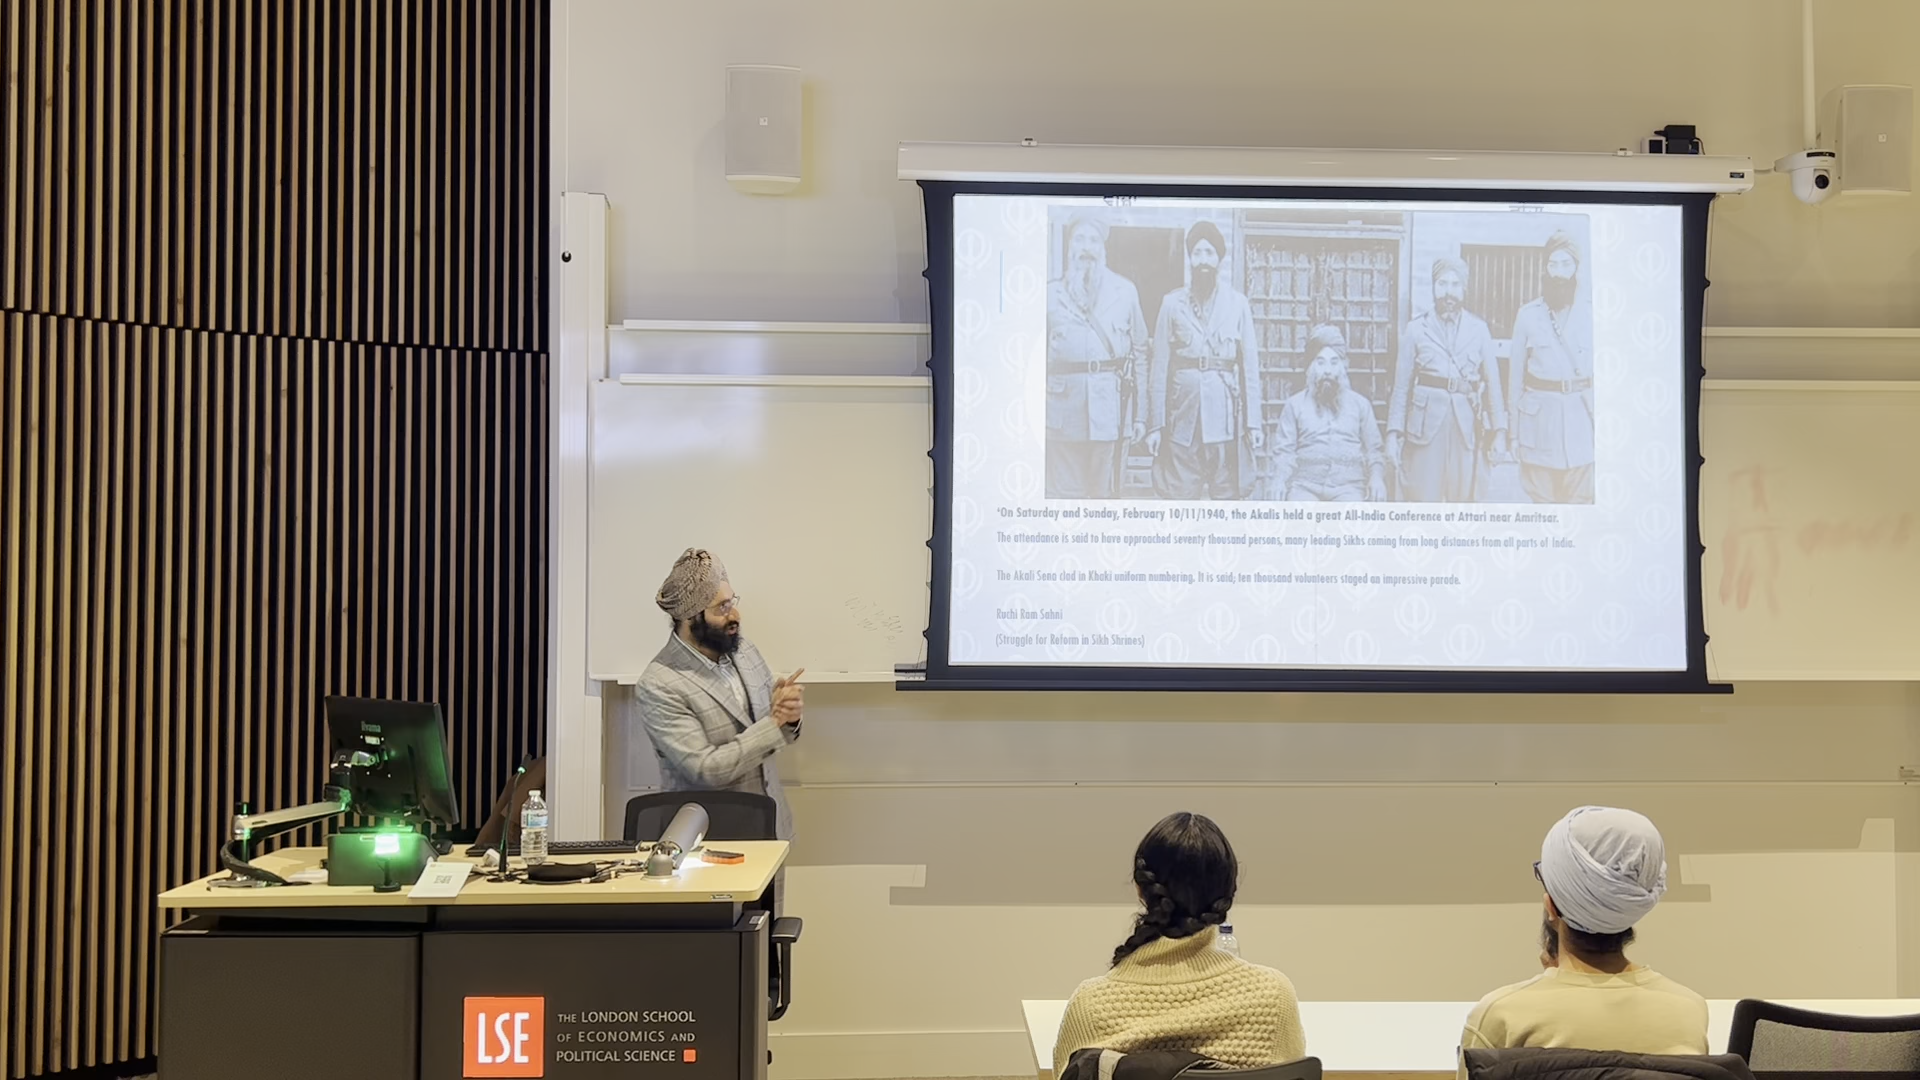 'On Saturday and Sunday, February 10/11/1940, the Akalis held a great All-India Conference at Attari near Amritsar.
The attendance is said to have approached seventy thousand persons, many leading Sikhs coming from long distances from all parts of India.
The Akali Sena clad in Khaki uniform numbering. It is said; ten thousand volunteers staged an impressive parade.
Ruchi Ram Sahni
(Struggle for Reform in Sikh Shrines)
iiyama
LSE
THE LONDON SCHOOL
OF ECONOMICS AND
POLITICAL SCIENCE